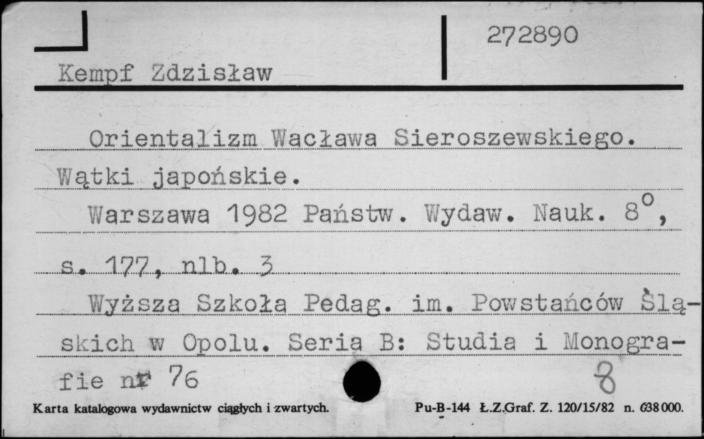 272890
Kempf Zdzisław
Orientalizm Wacława Sieroszewskiego.
Wątki japońskie.
Warszawa 1982 Państw. Wydaw. Nauk. 8°,
s. 177, nlb. 3
Wyższa Szkoła Pedag. im. Powstańców Ślą-
skich w Opolu. Seria B: Studia i Monogra-
fie nr 76
8
Karta katalogowa wydawnictw ciągłych i zwartych. Pu-B-144 Ł.Z.Graf. Z. 120/15/82 n. 638000.